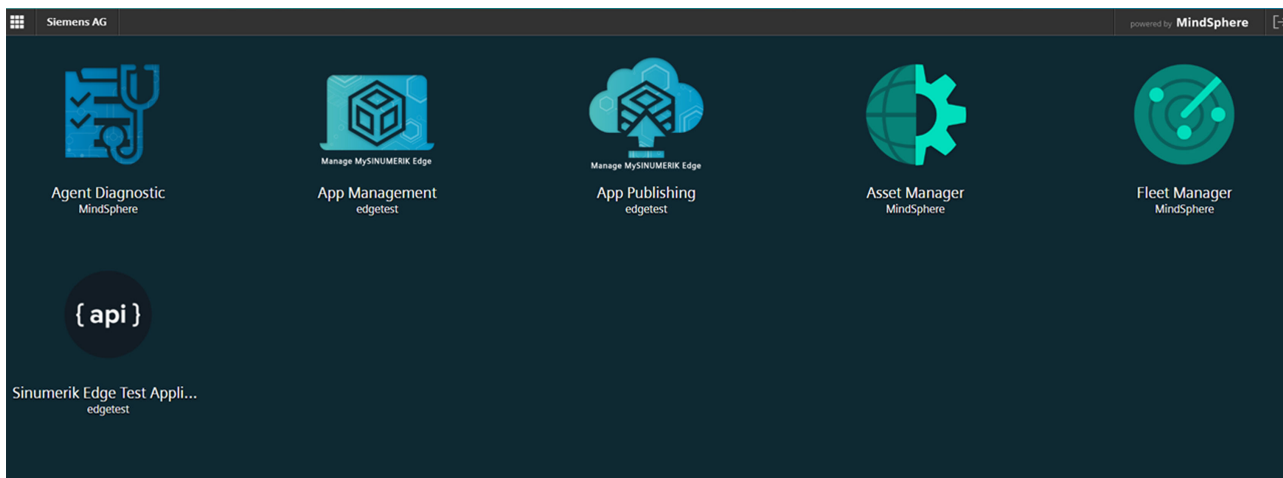 Siemens AG
powered by MindSphere
Manage MySINUMERIK Edge
Manage MySINUMERIK Edge
Agent Diagnostic
MindSphere
App Management
edgetest
App Publishing
edgetest
Asset Manager
MindSphere
Fleet Manager
MindSphere
{ api }
Sinumerik Edge Test Appli...
edgetest